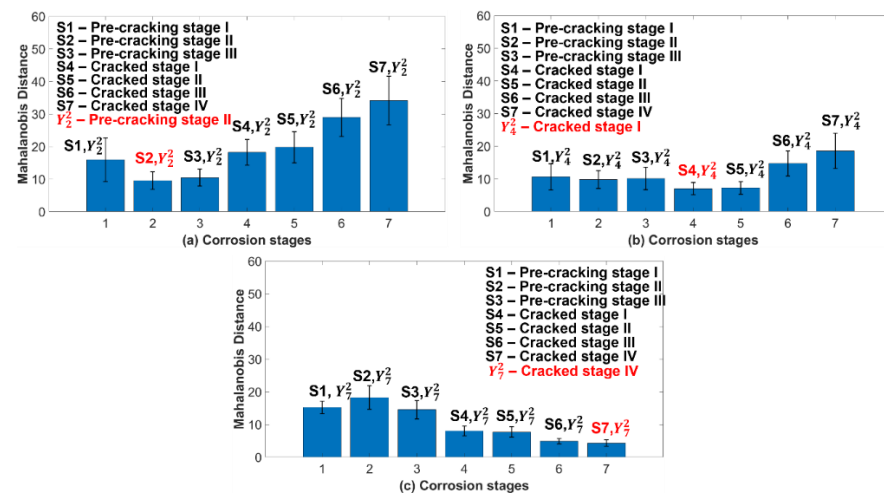 60
50
40
30
20
10
0
Mahalanobis Distance
S1 – Pre-cracking stage I
S2 – Pre-cracking stage II
S3 – Pre-cracking stage III
S4 – Cracked stage I
S5 – Cracked stage II
S6 – Cracked stage III
S7 – Cracked stage IV
Y₂² – Pre-cracking stage II
S1,Y₂²
S2,Y₂²
S3,Y₂²
S4,Y₂²
S5,Y₂²
S6,Y₂²
S7,Y₂²
1 2 3 4 5 6 7
(a) Corrosion stages
60
50
40
30
20
10
0
Mahalanobis Distance
S1 – Pre-cracking stage I
S2 – Pre-cracking stage II
S3 – Pre-cracking stage III
S4 – Cracked stage I
S5 – Cracked stage II
S6 – Cracked stage III
S7 – Cracked stage IV
Y₄² – Cracked stage I
S1,Y₄²
S2,Y₄²
S3,Y₄²
S4,Y₄²
S5,Y₄²
S6,Y₄²
S7,Y₄²
1 2 3 4 5 6 7
(b) Corrosion stages
60
50
40
30
20
10
0
Mahalanobis Distance
S1 – Pre-cracking stage I
S2 – Pre-cracking stage II
S3 – Pre-cracking stage III
S4 – Cracked stage I
S5 – Cracked stage II
S6 – Cracked stage III
S7 – Cracked stage IV
Y₇² – Cracked stage IV
S1, Y₇²
S2,Y₇²
S3,Y₇²
S4,Y₇²
S5,Y₇²
S6,Y₇²
S7,Y₇²
1 2 3 4 5 6 7
(c) Corrosion stages